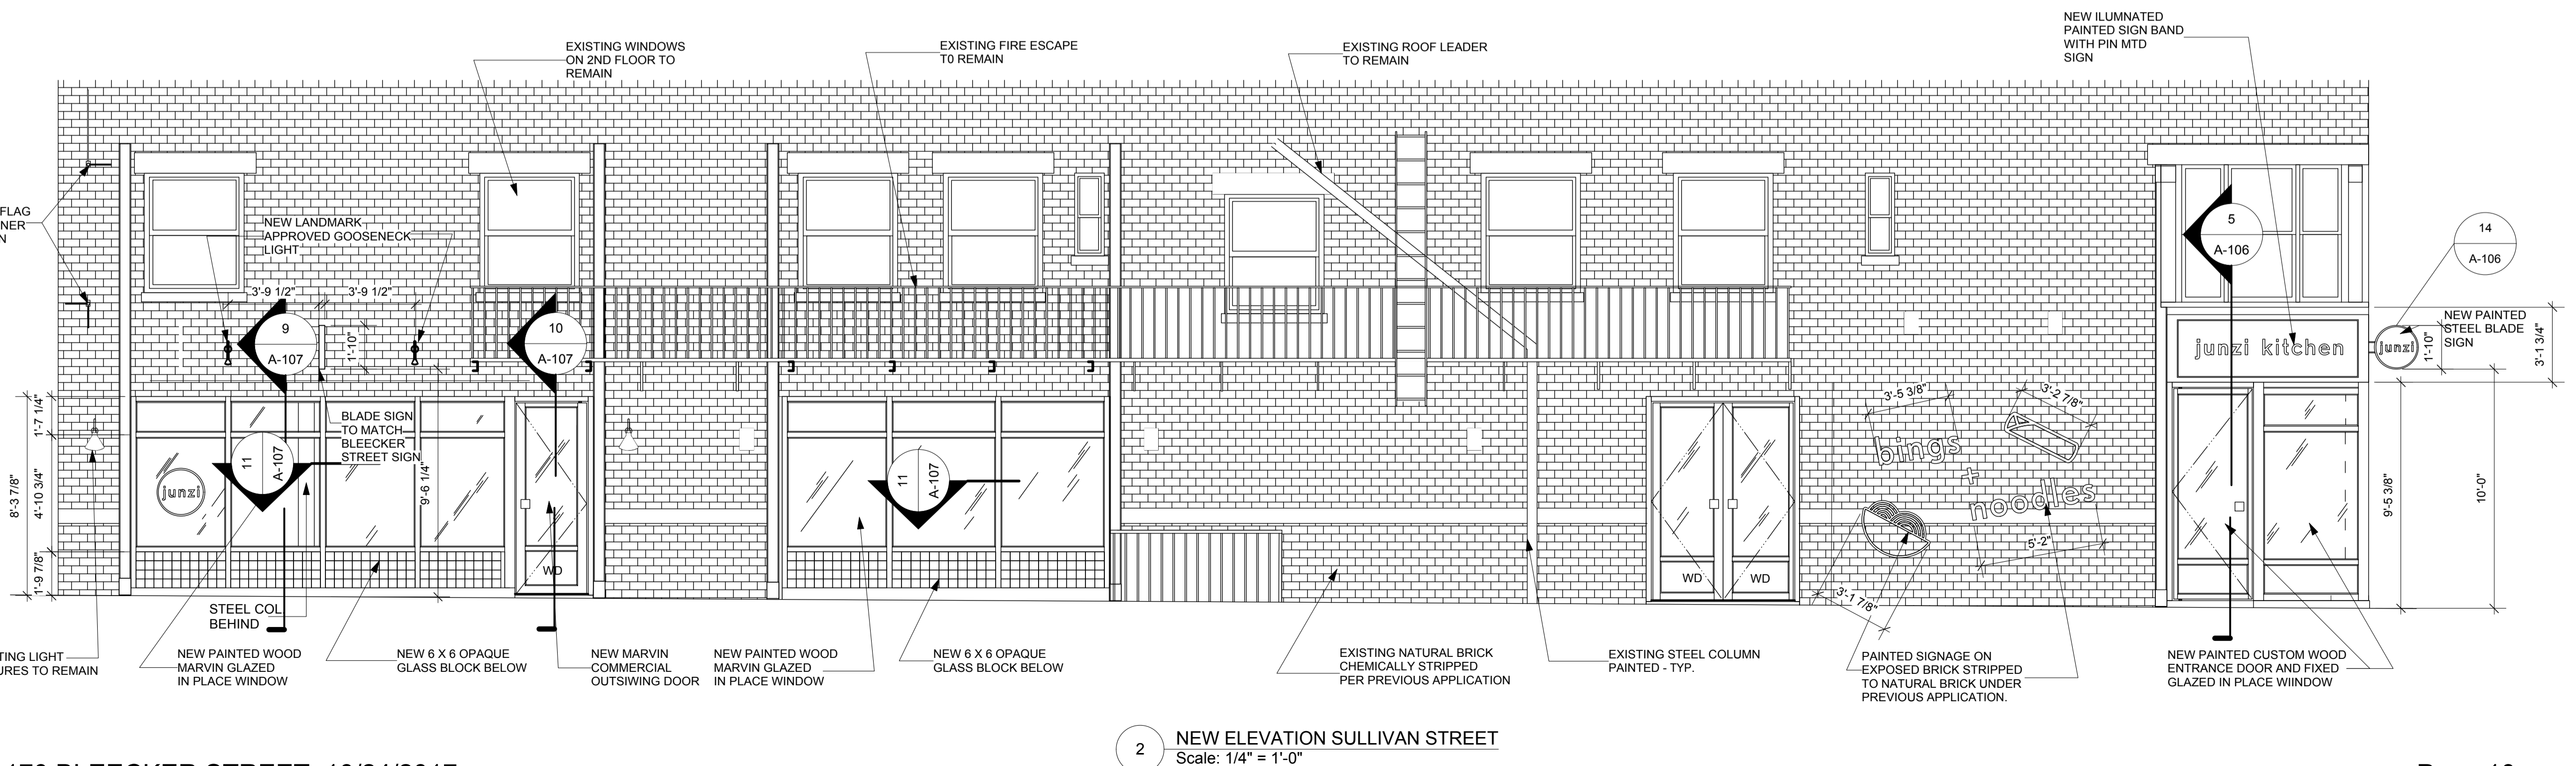 NEW ILUMNATED
PAINTED SIGN BAND
WITH PIN MTD
SIGN
EXISTING WINDOWS
ON 2ND FLOOR TO
REMAIN
EXISTING FIRE ESCAPE
T0 REMAIN
EXISTING ROOF LEADER
TO REMAIN
FLAG
NEW LANDMARK
APPROVED GOOSENECK
LIGHT
3'-9 1/2"
3'-9 1/2"
9
A-107
1'-10"
10
A-107
5
A-106
14
A-106
NEW PAINTED
STEEL BLADE
SIGN
junzi kitchen
junzi
1'-10"
3'-1 3/4"
BLADE SIGN
TO MATCH
BLEECKER
STREET SIGN
8'-3 7/8"
1'-7 1/4"
4'-10 3/4"
1'-9 7/8"
junzi
11
A-107
9'-6 1/4"
WD
11
A-107
WD
WD
3'-5 3/8"
3'-2 7/8"
bings
+
noodles
5'-2"
3'-1 7/8"
9'-5 3/8"
10'-0"
STEEL COL
BEHIND
TING LIGHT
URES TO REMAIN
NEW PAINTED WOOD
MARVIN GLAZED
IN PLACE WINDOW
NEW 6 X 6 OPAQUE
GLASS BLOCK BELOW
NEW MARVIN
COMMERCIAL
OUTSIWING DOOR
NEW PAINTED WOOD
MARVIN GLAZED
IN PLACE WINDOW
NEW 6 X 6 OPAQUE
GLASS BLOCK BELOW
EXISTING NATURAL BRICK
CHEMICALLY STRIPPED
PER PREVIOUS APPLICATION
EXISTING STEEL COLUMN
PAINTED - TYP.
PAINTED SIGNAGE ON
EXPOSED BRICK STRIPPED
TO NATURAL BRICK UNDER
PREVIOUS APPLICATION.
NEW PAINTED CUSTOM WOOD
ENTRANCE DOOR AND FIXED
GLAZED IN PLACE WIINDOW
2
NEW ELEVATION SULLIVAN STREET
Scale: 1/4" = 1'-0"